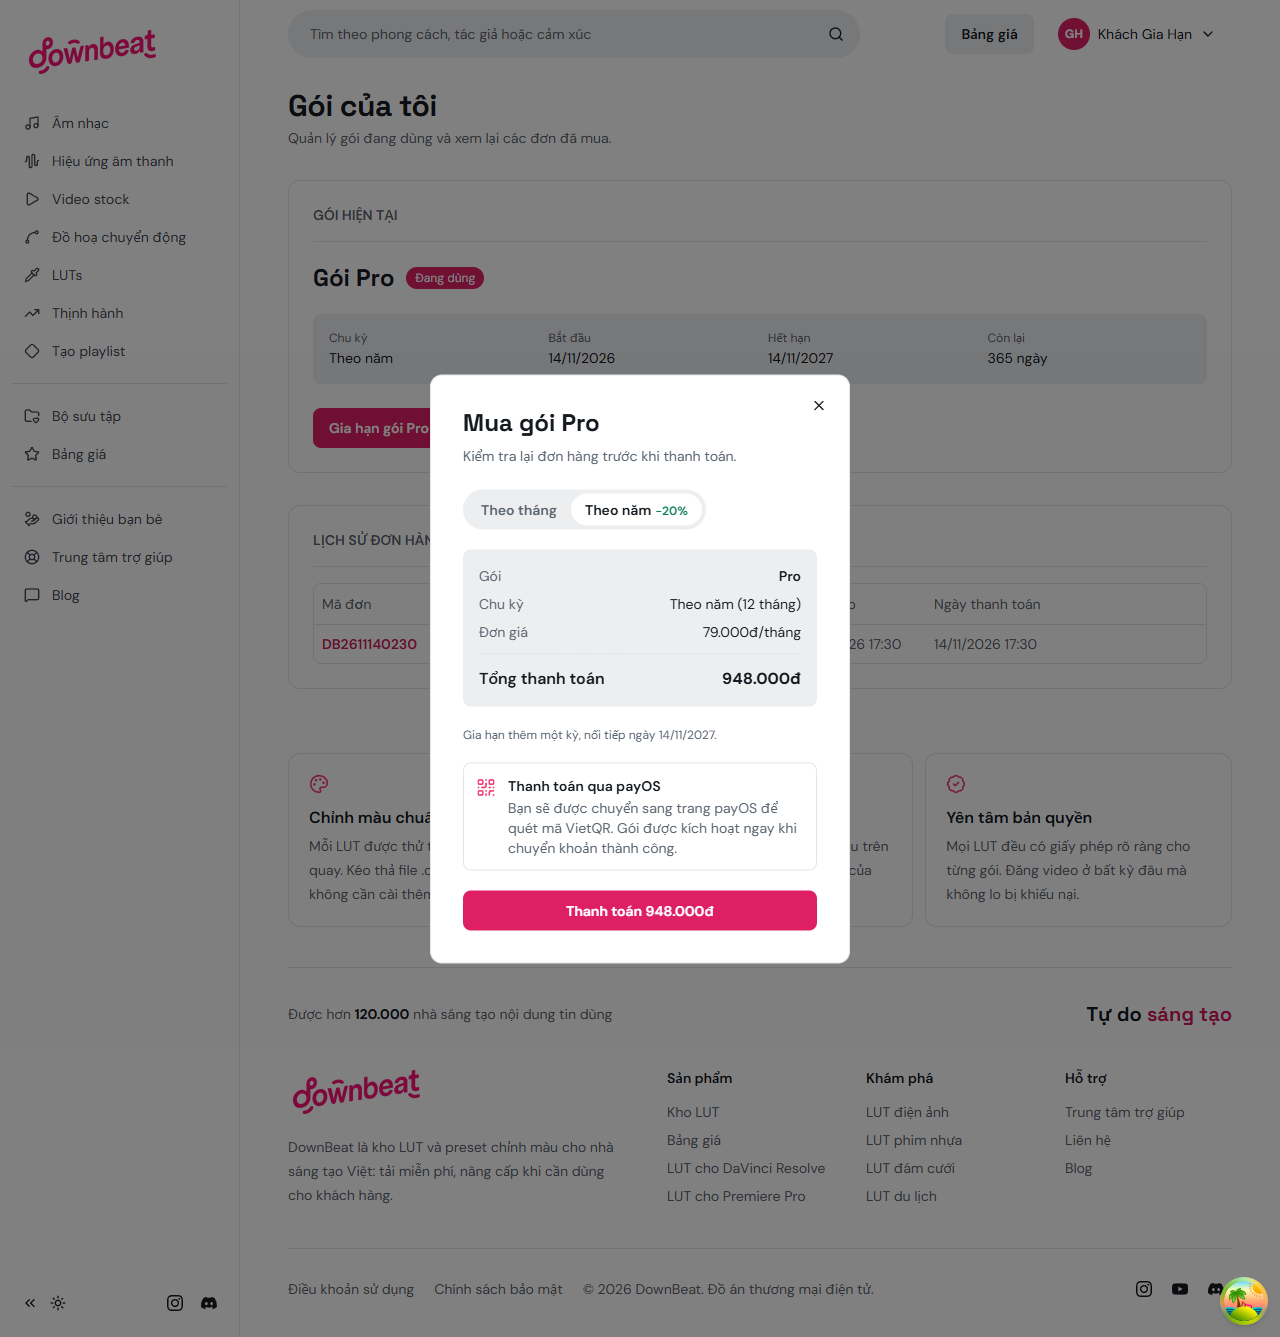 downbeat
Tìm theo phong cách, tác giả hoặc cảm xúc
Bảng giá
GH
Khách Gia Hạn
Âm nhạc
Hiệu ứng âm thanh
Video stock
Đồ hoạ chuyển động
LUTs
Thịnh hành
Tạo playlist
Bộ sưu tập
Bảng giá
Giới thiệu bạn bè
Trung tâm trợ giúp
Blog
Gói của tôi
Quản lý gói đang dùng và xem lại các đơn đã mua.
GÓI HIỆN TẠI
Gói Pro
Đang dùng
Chu kỳ
Theo năm
Bắt đầu
14/11/2026
Hết hạn
14/11/2027
Còn lại
365 ngày
Gia hạn gói Pro
Mua gói Pro
Kiểm tra lại đơn hàng trước khi thanh toán.
Theo tháng
Theo năm -20%
Gói
Pro
Chu kỳ
Theo năm (12 tháng)
Đơn giá
79.000đ/tháng
Tổng thanh toán
948.000đ
Gia hạn thêm một kỳ, nối tiếp ngày 14/11/2027.
Thanh toán qua payOS
Bạn sẽ được chuyển sang trang payOS để
quét mã VietQR. Gói được kích hoạt ngay khi
chuyển khoản thành công.
Thanh toán 948.000đ
LỊCH SỬ ĐƠN HÀN
Mã đơn
Ngày thanh toán
DB2611140230
26 17:30
14/11/2026 17:30
Chỉnh màu chuẩ
Mỗi LUT được thử t
quay. Kéo thả file .c
không cần cài thên
u trên
của
Yên tâm bản quyền
Mọi LUT đều có giấy phép rõ ràng cho
từng gói. Đăng video ở bất kỳ đâu mà
không lo bị khiếu nại.
Được hơn 120.000 nhà sáng tạo nội dung tin dùng
Tự do sáng tạo
downbeat
DownBeat là kho LUT và preset chỉnh màu cho nhà
sáng tạo Việt: tải miễn phí, nâng cấp khi cần dùng
cho khách hàng.
Sản phẩm
Kho LUT
Bảng giá
LUT cho DaVinci Resolve
LUT cho Premiere Pro
Khám phá
LUT điện ảnh
LUT phim nhựa
LUT đám cưới
LUT du lịch
Hỗ trợ
Trung tâm trợ giúp
Liên hệ
Blog
Điều khoản sử dụng
Chính sách bảo mật
© 2026 DownBeat. Đồ án thương mại điện tử.